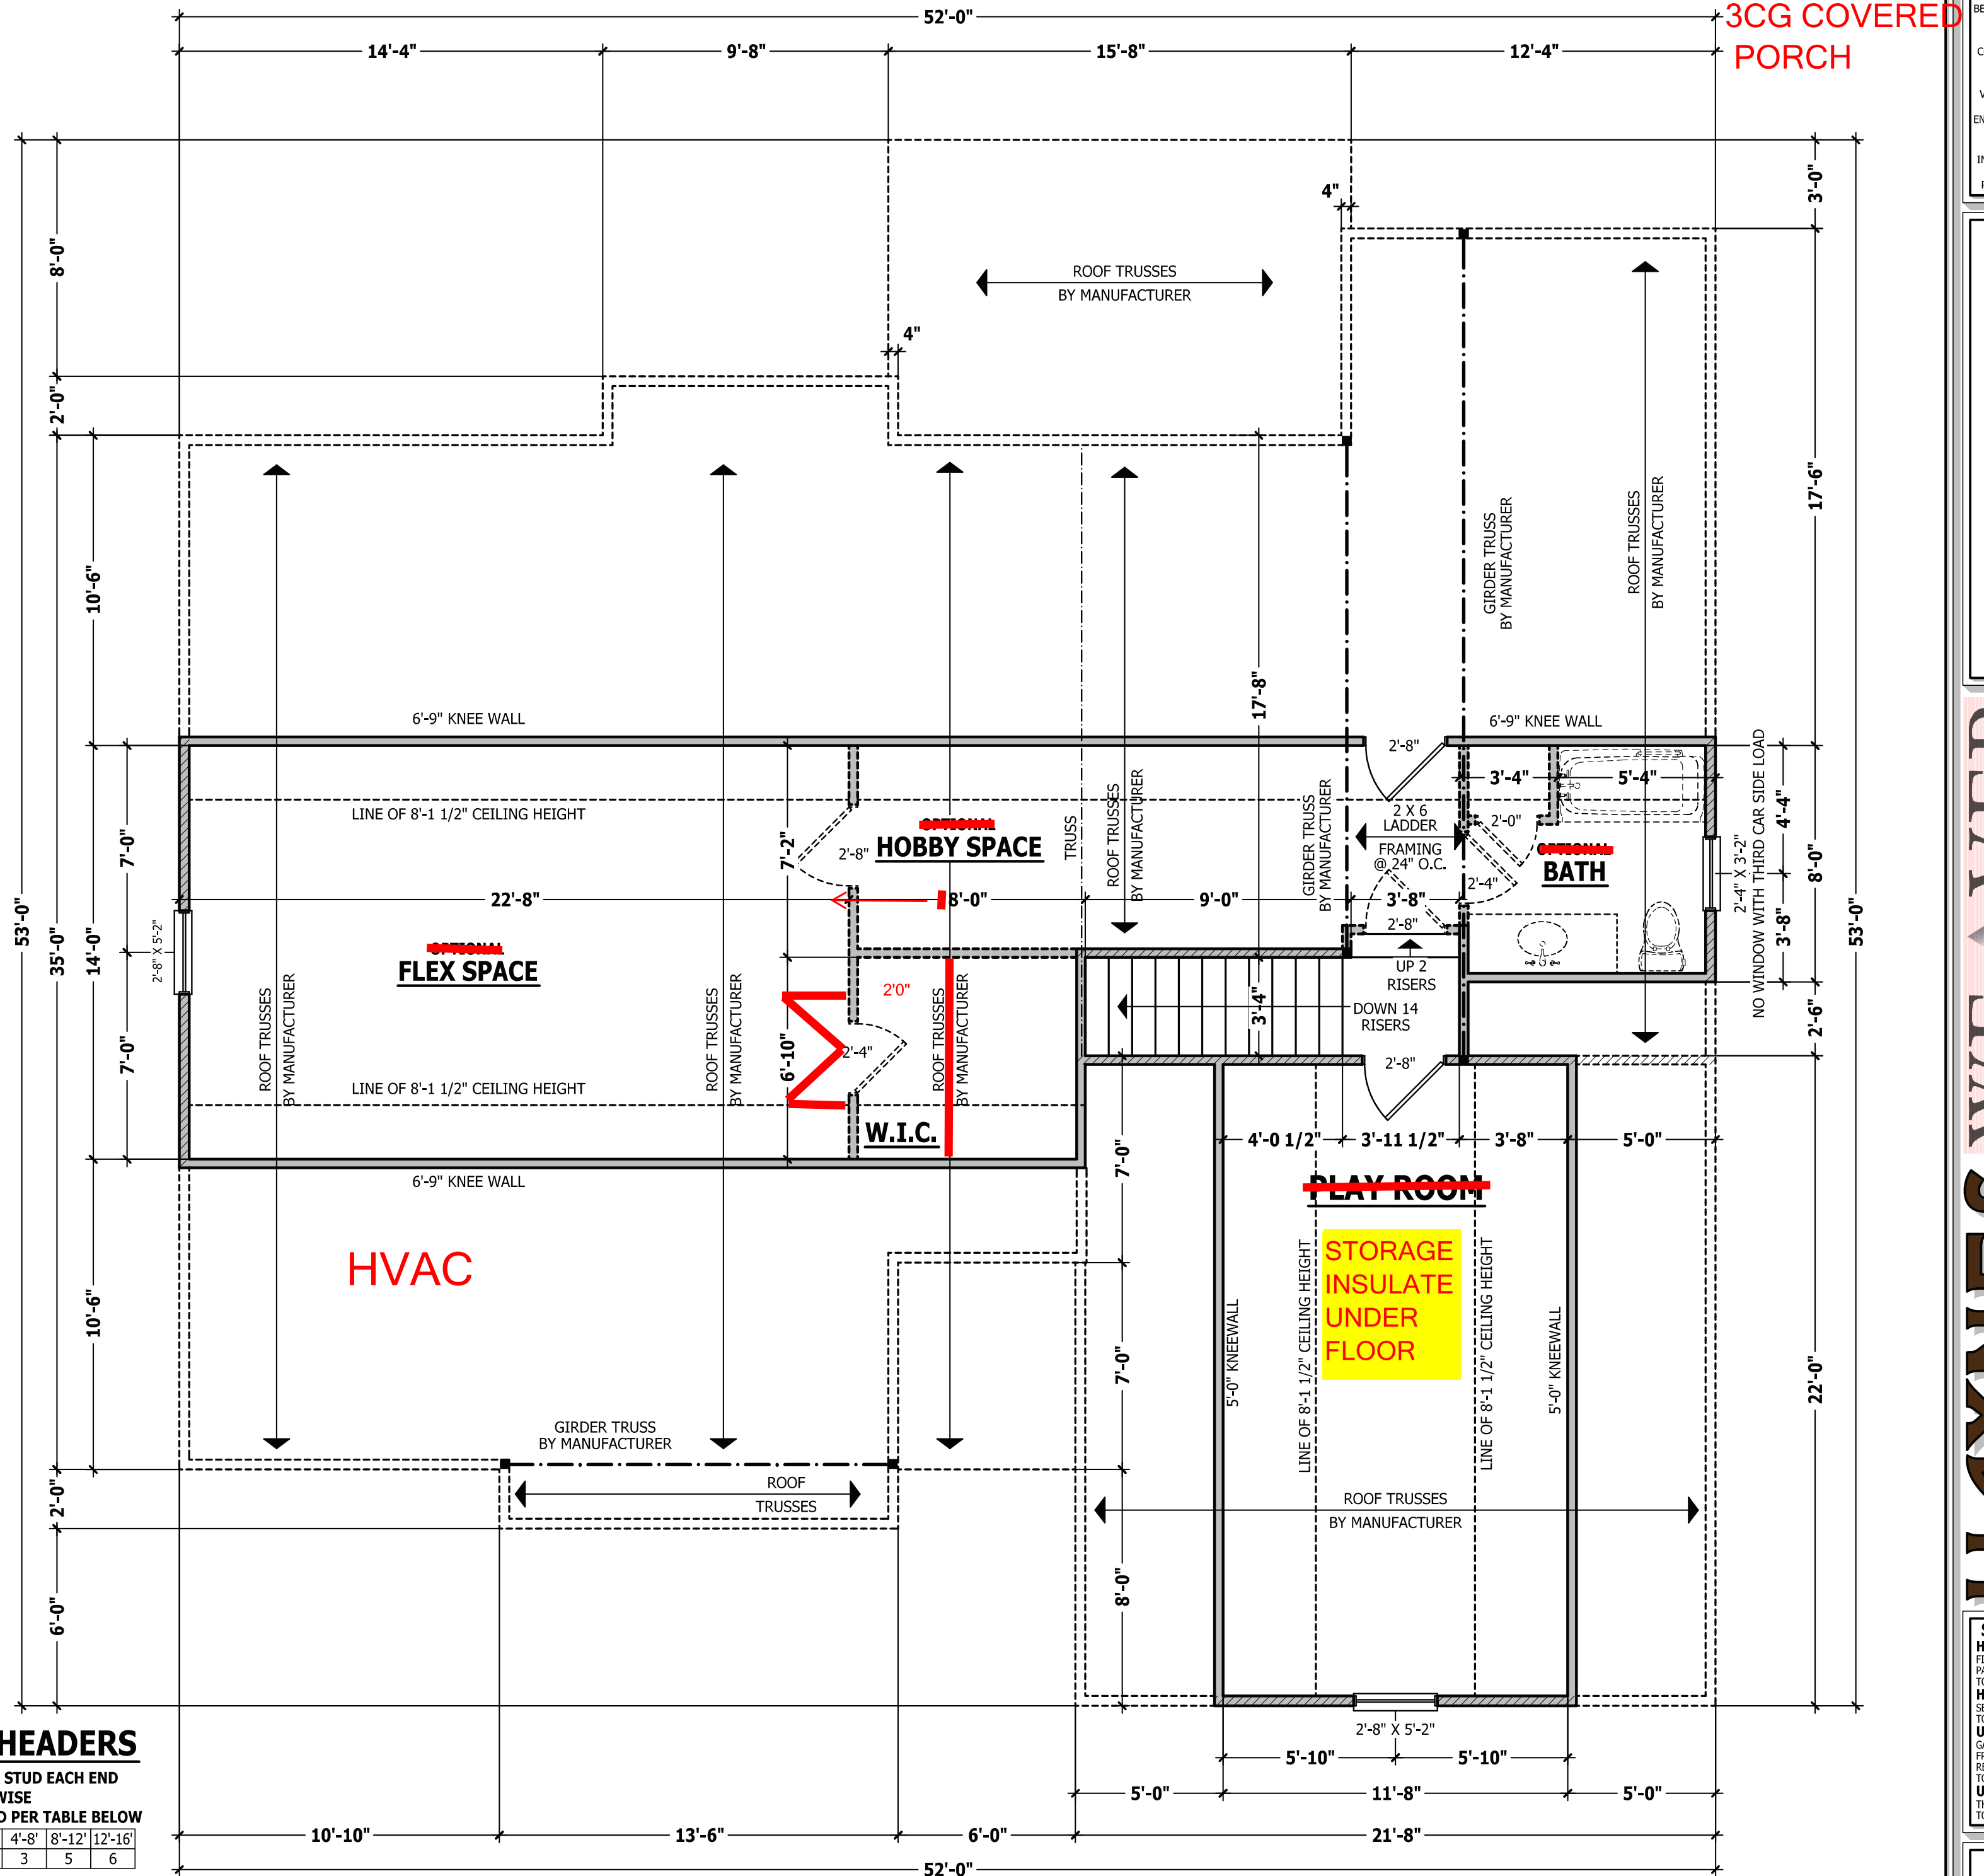 52'-0"
3CG COVERED
PORCH
14'-4"
9'-8"
15'-8"
12'-4"
3'-0"
4"
8'-0"
ROOF TRUSSES
BY MANUFACTURER
4"
2'-0"
17'-6"
ROOF TRUSSES
BY MANUFACTURER
GIRDER TRUSS
BY MANUFACTURER
10'-6"
17'-8"
6'-9" KNEE WALL
6'-9" KNEE WALL
2'-8"
3'-4"
5'-4"
LINE OF 8'-1 1/2" CEILING HEIGHT
2 X 6
LADDER
FRAMING
@ 24" O.C.
2'-0"
4'-4"
7'-0"
7'-2"
OPTIONAL
HOBBY SPACE
2'-8"
TRUSS
ROOF TRUSSES
BY MANUFACTURER
GIRDER TRUSS
BY MANUFACTURER
OPTIONAL
BATH
2'-4"
2'-4" X 3'-2"
NO WINDOW WITH THIRD CAR SIDE LOAD
8'-0"
53'-0"
35'-0"
14'-0"
22'-8"
8'-0"
9'-0"
3'-8"
2'-8"
3'-8"
53'-0"
2'-8" X 5'-2"
OPTIONAL
FLEX SPACE
UP 2
RISERS
2'0"
DOWN 14
RISERS
3'-4"
2'-6"
7'-0"
ROOF TRUSSES
BY MANUFACTURER
ROOF TRUSSES
BY MANUFACTURER
6'-10"
2'-4"
ROOF TRUSSES
BY MANUFACTURER
2'-8"
LINE OF 8'-1 1/2" CEILING HEIGHT
W.I.C.
7'-0"
4'-0 1/2"
3'-11 1/2"
3'-8"
5'-0"
6'-9" KNEE WALL
PLAY ROOM
HVAC
STORAGE
INSULATE
UNDER
FLOOR
10'-6"
5'-0" KNEEWALL
LINE OF 8'-1 1/2" CEILING HEIGHT
LINE OF 8'-1 1/2" CEILING HEIGHT
5'-0" KNEEWALL
7'-0"
22'-0"
GIRDER TRUSS
BY MANUFACTURER
ROOF
TRUSSES
2'-0"
ROOF TRUSSES
BY MANUFACTURER
8'-0"
6'-0"
2'-8" X 5'-2"
HEADERS
STUD EACH END
PER TABLE BELOW
4'-8' 8'-12' 12'-16'
3 5 6
5'-10"
5'-10"
5'-0"
11'-8"
5'-0"
10'-10"
13'-6"
6'-0"
21'-8"
52'-0"